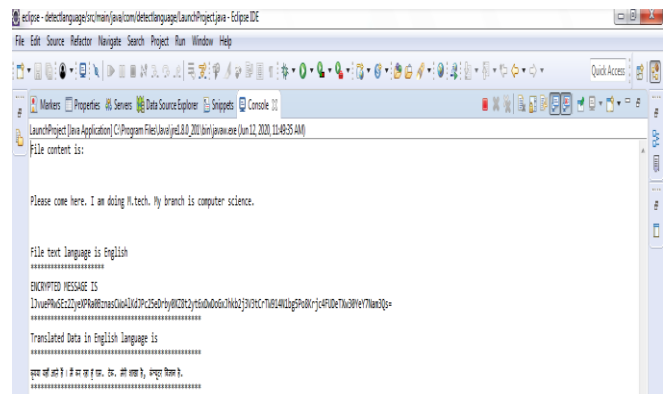 eclipse - detectlanguage/src/main/java/com/detectlanguage/LaunchProject.java - Eclipse IDE
File Edit Source Refactor Navigate Search Project Run Window Help
Quick Access
Markers Properties Servers Data Source Explorer Snippets Console
LaunchProject [Java Application] C:\Program Files\Java\jre1.8.0_201\bin\javaw.exe (Jun 12, 2020, 11:49:35 AM)
File content is:
Please come here. I am doing M.tech. My branch is computer science.
File text language is English
**********************
ENCRYPTED MESSAGE IS
***************************************************
Translated Data in English language is
***************************************************
मैं कर रहा हूं एम. टेक. मेरी शाखा है, कंप्यूटर विज्ञान है.
***************************************************